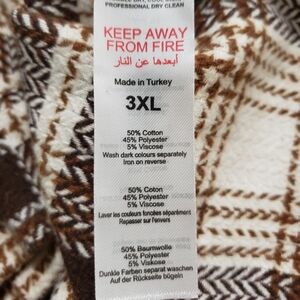 PROFESSIONAL DRY CLEAN
KEEP AWAY
FROM FIRE
أبعدها عن النار
Made in Turkey
3XL
50% Cotton
45% Polyester
5% Viscose
Wash dark colours separately
Iron on reverse
50% Coton
45% Polyester
5% Viscose
Laver les couleurs foncées séparément
Repasser sur l'envers
50% Baumwolle
45% Polyester
5% Viskose
Dunkle Farben separat waschen
Auf der Rückseite bügeln